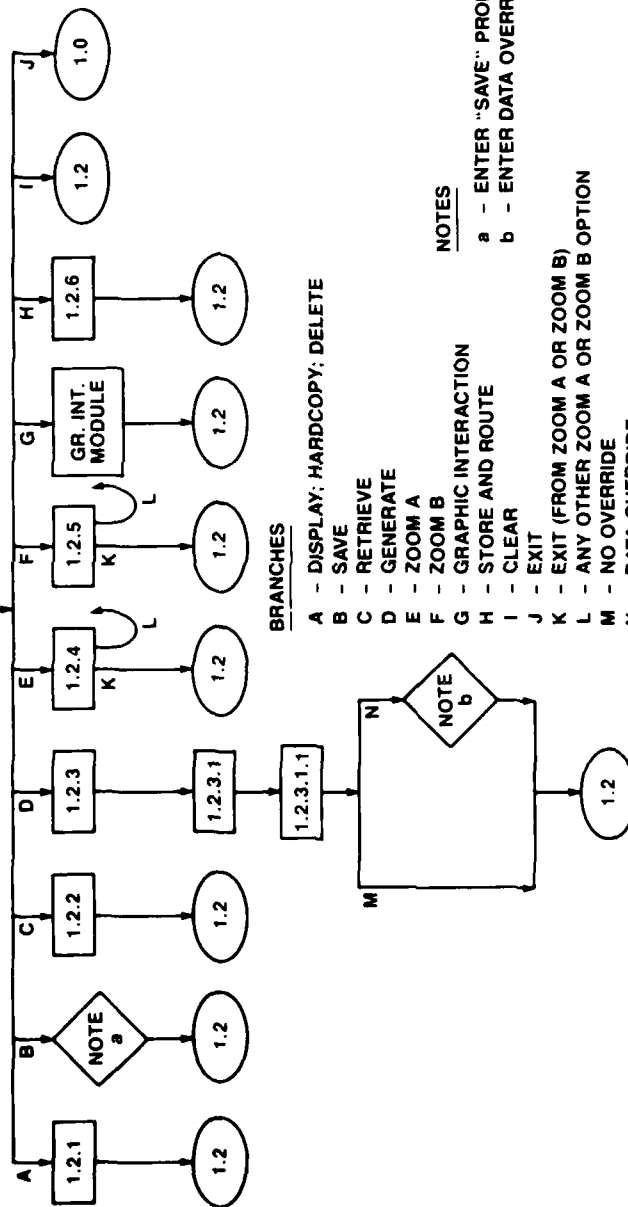 A
B
C
D
E
F
G
H
I
J
1.2.1
NOTE
a
1.2.2
1.2.3
1.2.4
1.2.5
GR. INT.
MODULE
1.2.6
1.2
1.0
K
L
K
L
1.2
1.2
1.2
1.2.3.1
1.2
1.2
1.2
1.2
1.2.3.1.1
M
N
NOTE
b
1.2
BRANCHES
A - DISPLAY; HARDCOPY; DELETE
B - SAVE
C - RETRIEVE
D - GENERATE
E - ZOOM A
F - ZOOM B
G - GRAPHIC INTERACTION
H - STORE AND ROUTE
I - CLEAR
J - EXIT
K - EXIT (FROM ZOOM A OR ZOOM B)
L - ANY OTHER ZOOM A OR ZOOM B OPTION
M - NO OVERRIDE
N - DATA OVERRIDE
NOTES
a - ENTER "SAVE"
b - ENTER DATA